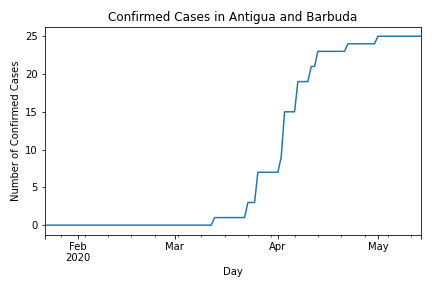 Confirmed Cases in Antigua and Barbuda
25
20
15
10
5
0
Number of Confirmed Cases
Feb
2020
Mar
Apr
May
Day